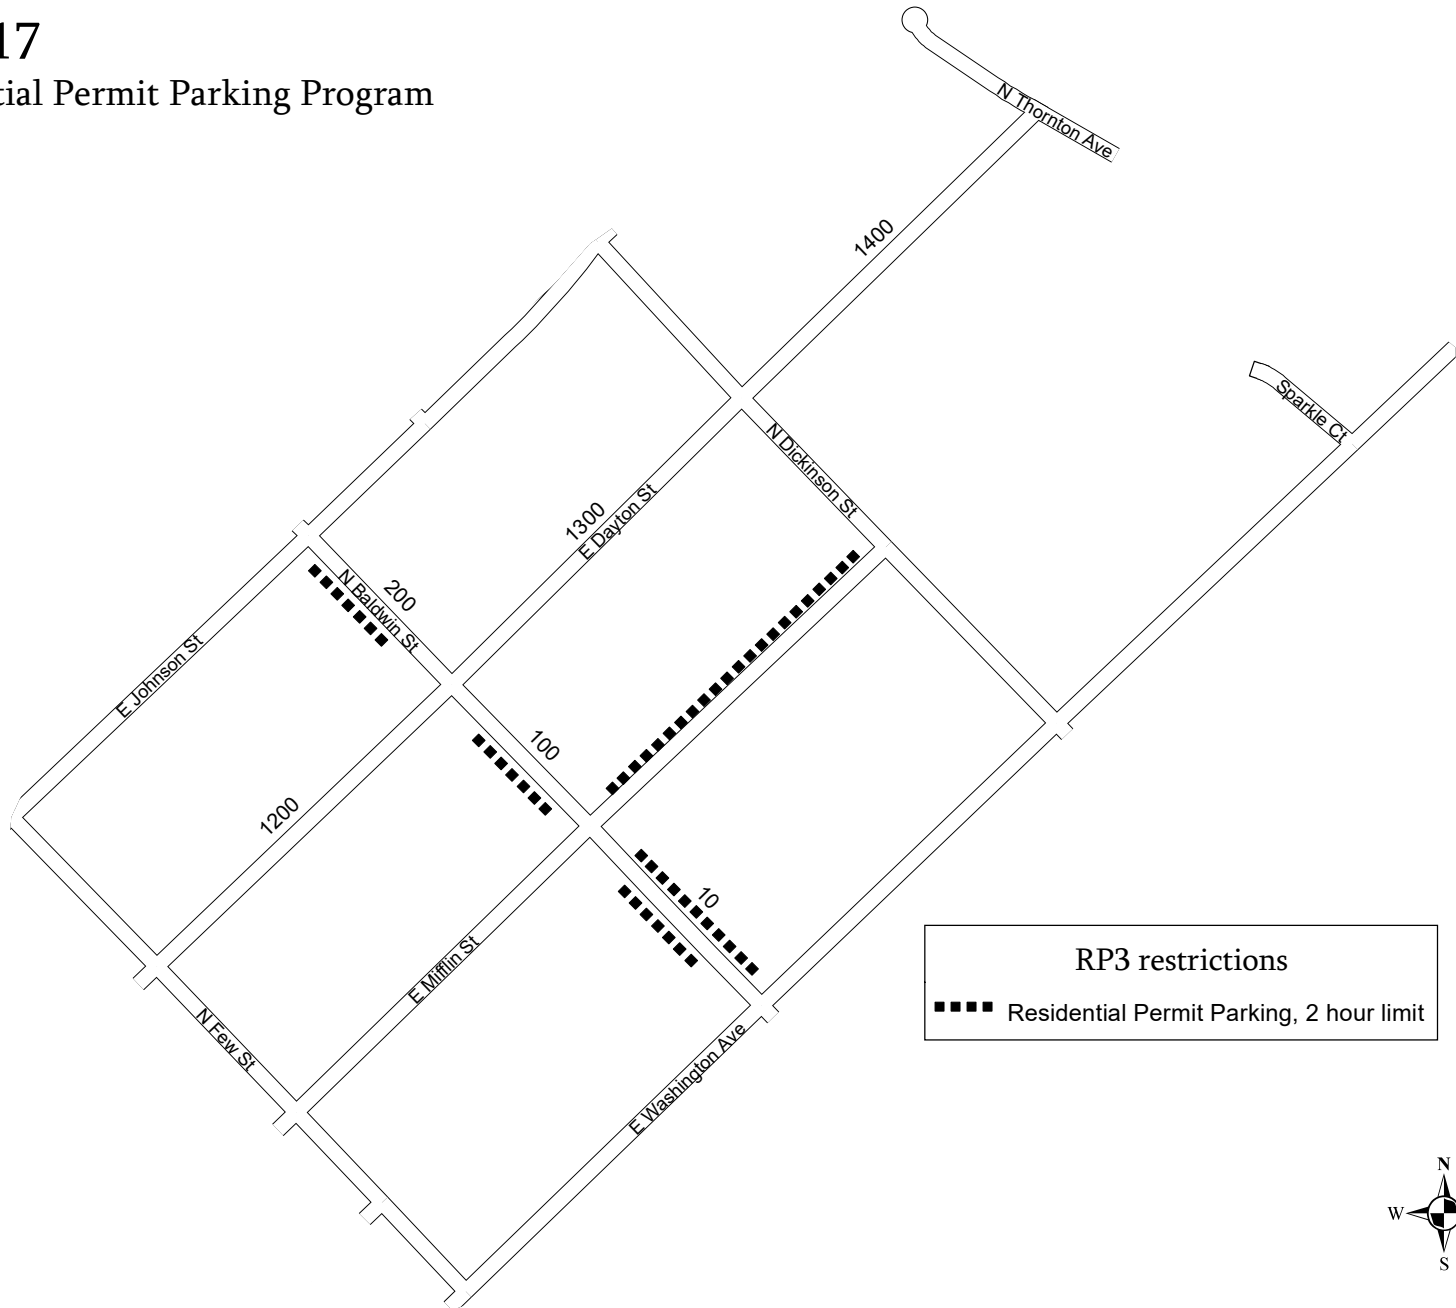 17
tial Permit Parking Program
N Thornton Ave
1400
Sparkle Ct
N Dickinson St
1300
E Dayton St
200
N Baldwin St
E Johnson St
100
1200
10
E Mifflin St
RP3 restrictions
Residential Permit Parking, 2 hour limit
N Few St
E Washington Ave
N
W
S